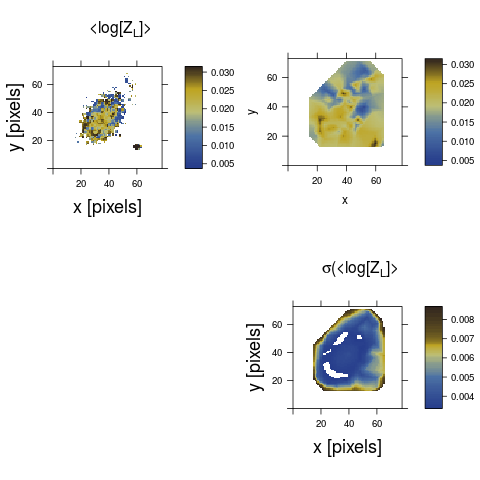 <log[Z_L]>
y [pixels]
60
40
20
20 40 60
x [pixels]
0.030
0.025
0.020
0.015
0.010
0.005
y
60
40
20
20 40 60
x
0.030
0.025
0.020
0.015
0.010
0.005
σ(<log[Z_L]>
y [pixels]
60
40
20
20 40 60
x [pixels]
0.008
0.007
0.006
0.005
0.004